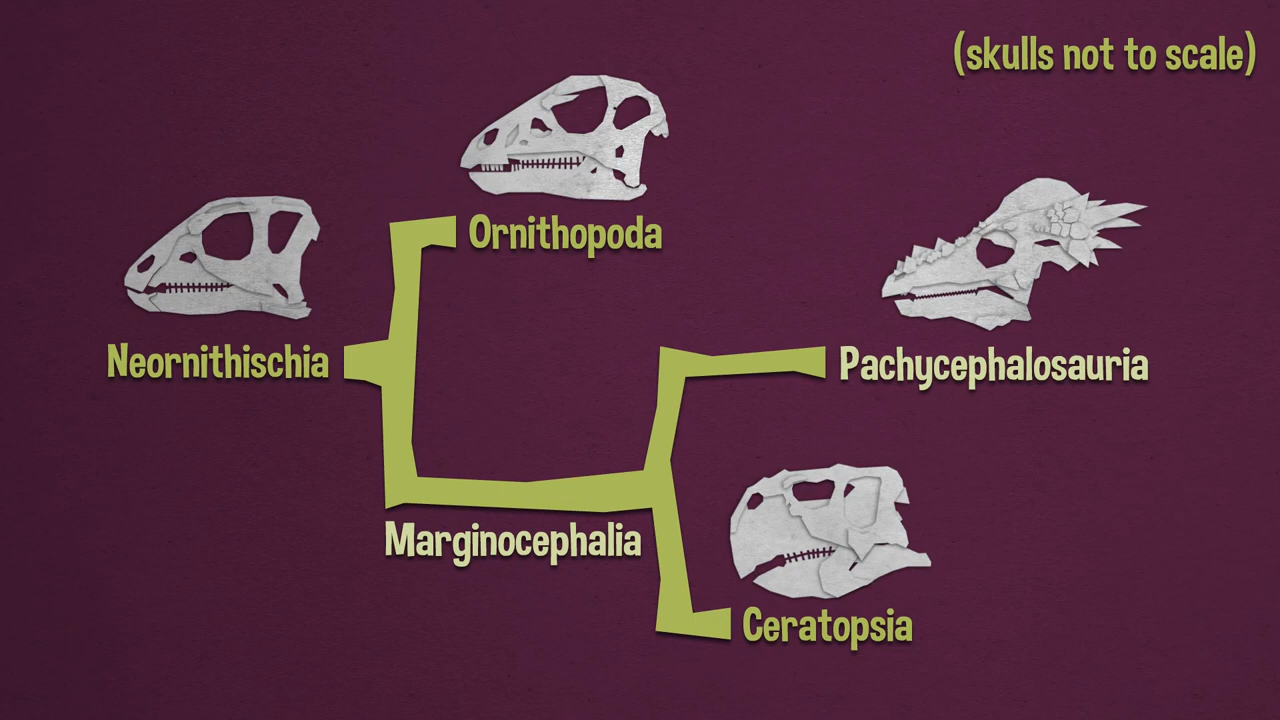 (skulls not to scale)
Ornithopoda
Neornithischia
Pachycephalosauria
Marginocephalia
Ceratopsia